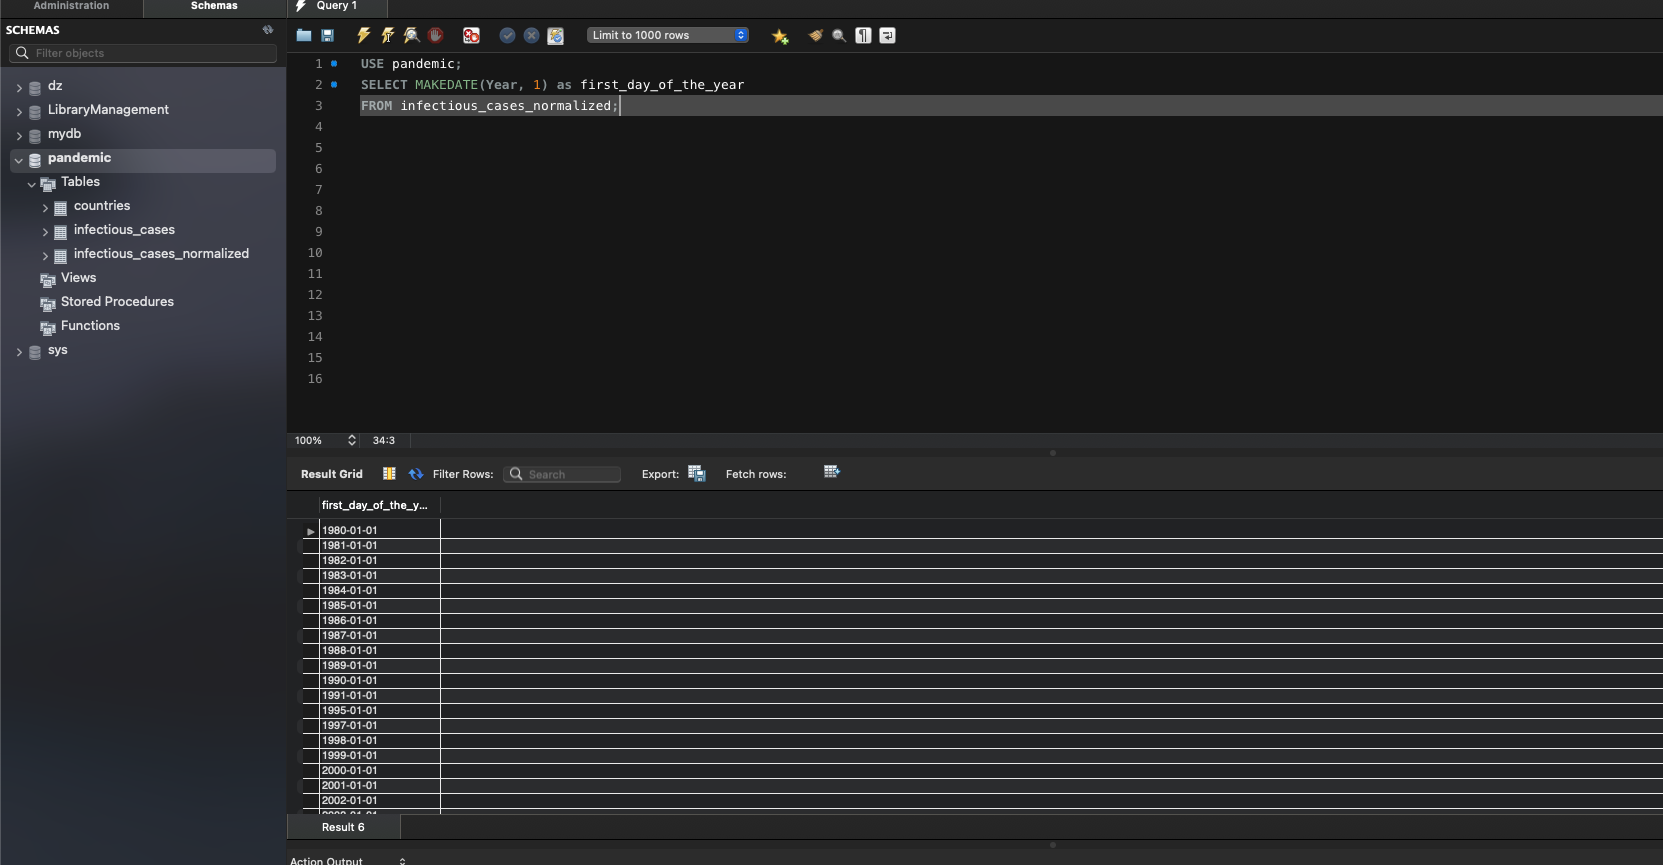 Administration
Schemas
Query 1
SCHEMAS
Filter objects
dz
LibraryManagement
mydb
pandemic
Tables
countries
infectious_cases
infectious_cases_normalized
Views
Stored Procedures
Functions
sys
Limit to 1000 rows
1 USE pandemic;
2 SELECT MAKEDATE(Year, 1) as first_day_of_the_year
3 FROM infectious_cases_normalized;
4
5
6
7
8
9
10
11
12
13
14
15
16
100% 34:3
Result Grid Filter Rows: Search Export: Fetch rows:
first_day_of_the_y...
1980-01-01
1981-01-01
1982-01-01
1983-01-01
1984-01-01
1985-01-01
1986-01-01
1987-01-01
1988-01-01
1989-01-01
1990-01-01
1991-01-01
1995-01-01
1997-01-01
1998-01-01
1999-01-01
2000-01-01
2001-01-01
2002-01-01
Result 6
Action Output